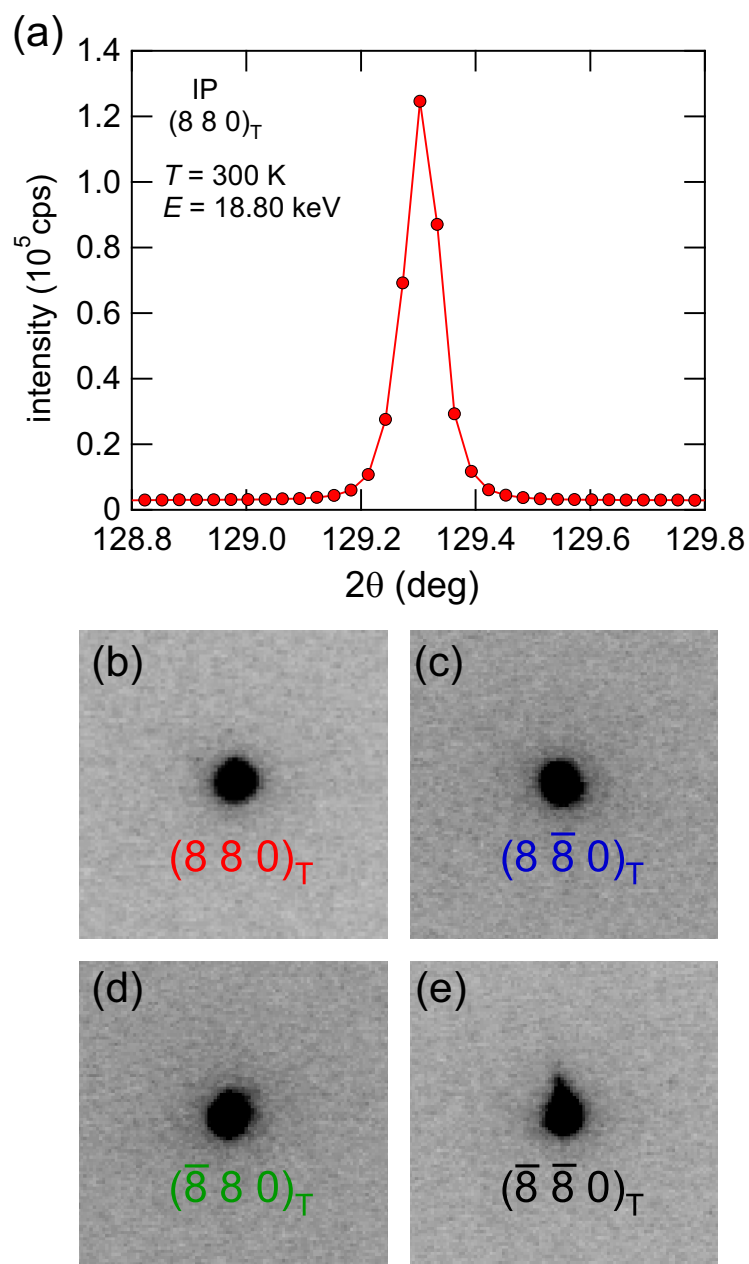 (a)
1.4
1.2
1.0
0.8
0.6
0.4
0.2
0
intensity (10⁵cps)
IP
(8 8 0)T
T = 300 K
E = 18.80 keV
128.8 129.0 129.2 129.4 129.6 129.8
2θ (deg)
(b)
(8 8 0)T
(c)
(8 8̅ 0)T
(d)
(8̅ 8 0)T
(e)
(8̅ 8̅ 0)T